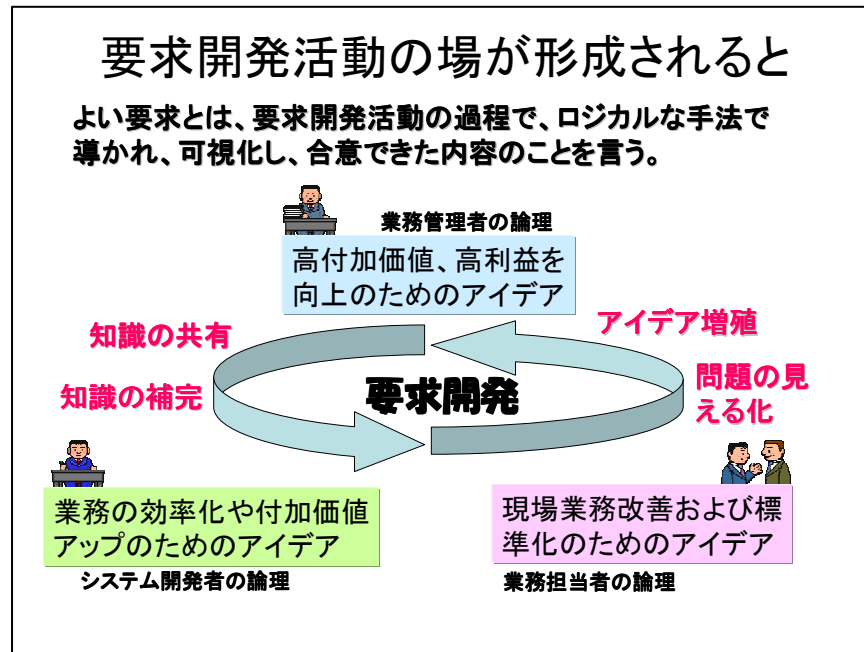 要求開発活動の場が形成されると
よい要求とは、要求開発活動の過程で、ロジカルな手法で
導かれ、可視化し、合意できた内容のことを言う。
業務管理者の論理
高付加価値、高利益を
向上のためのアイデア
知識の共有
アイデア増殖
知識の補完
要求開発
問題の見
える化
業務の効率化や付加価値
アップのためのアイデア
システム開発者の論理
現場業務改善および標
準化のためのアイデア
業務担当者の論理